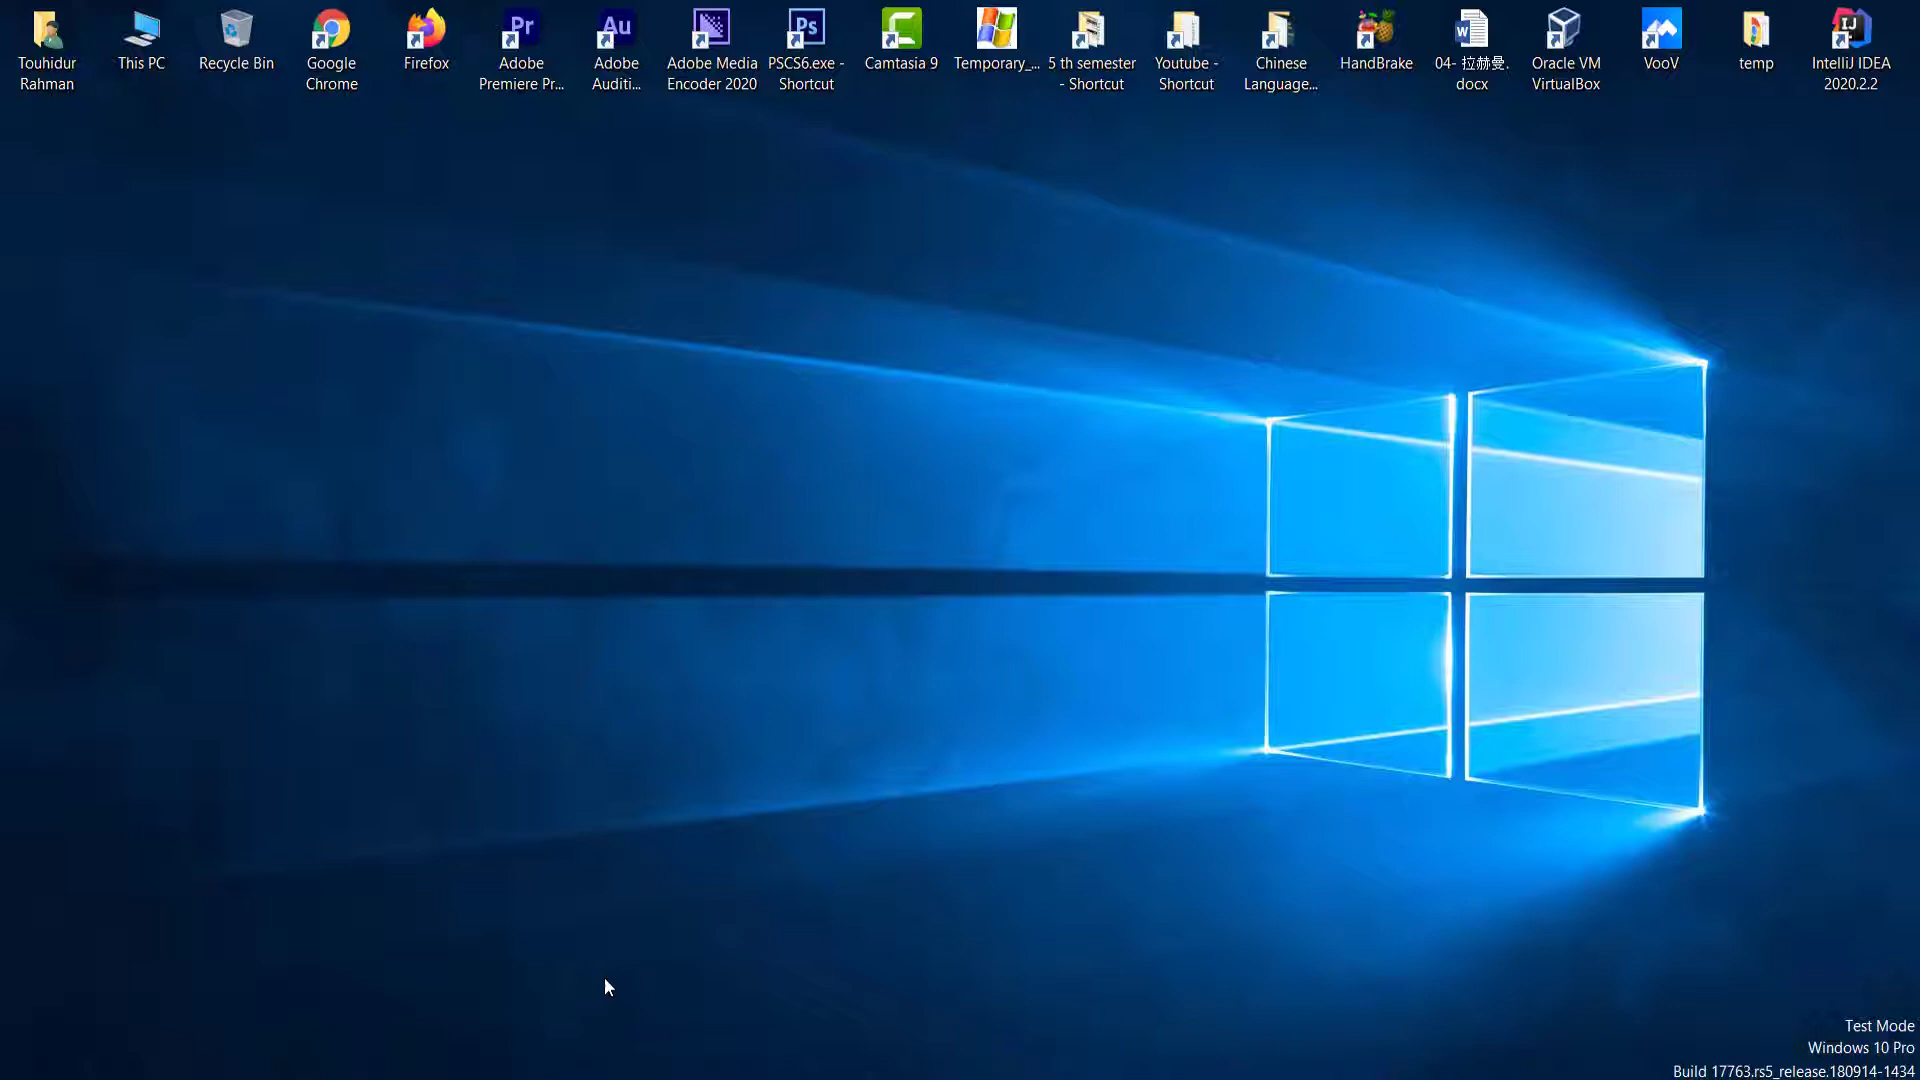 Touhidur
Rahman
This PC
Recycle Bin
Google
Chrome
Firefox
Adobe
Premiere Pr...
Adobe
Auditi...
Adobe Media
Encoder 2020
PSCS6.exe -
Shortcut
Camtasia 9
Temporary_...
5 th semester
- Shortcut
Youtube -
Shortcut
Chinese
Language...
HandBrake
04- 拉赫曼.
docx
Oracle VM
VirtualBox
VooV
temp
IntelliJ IDEA
2020.2.2
Test Mode
Windows 10 Pro
Build 17763.rs5_release.180914-1434